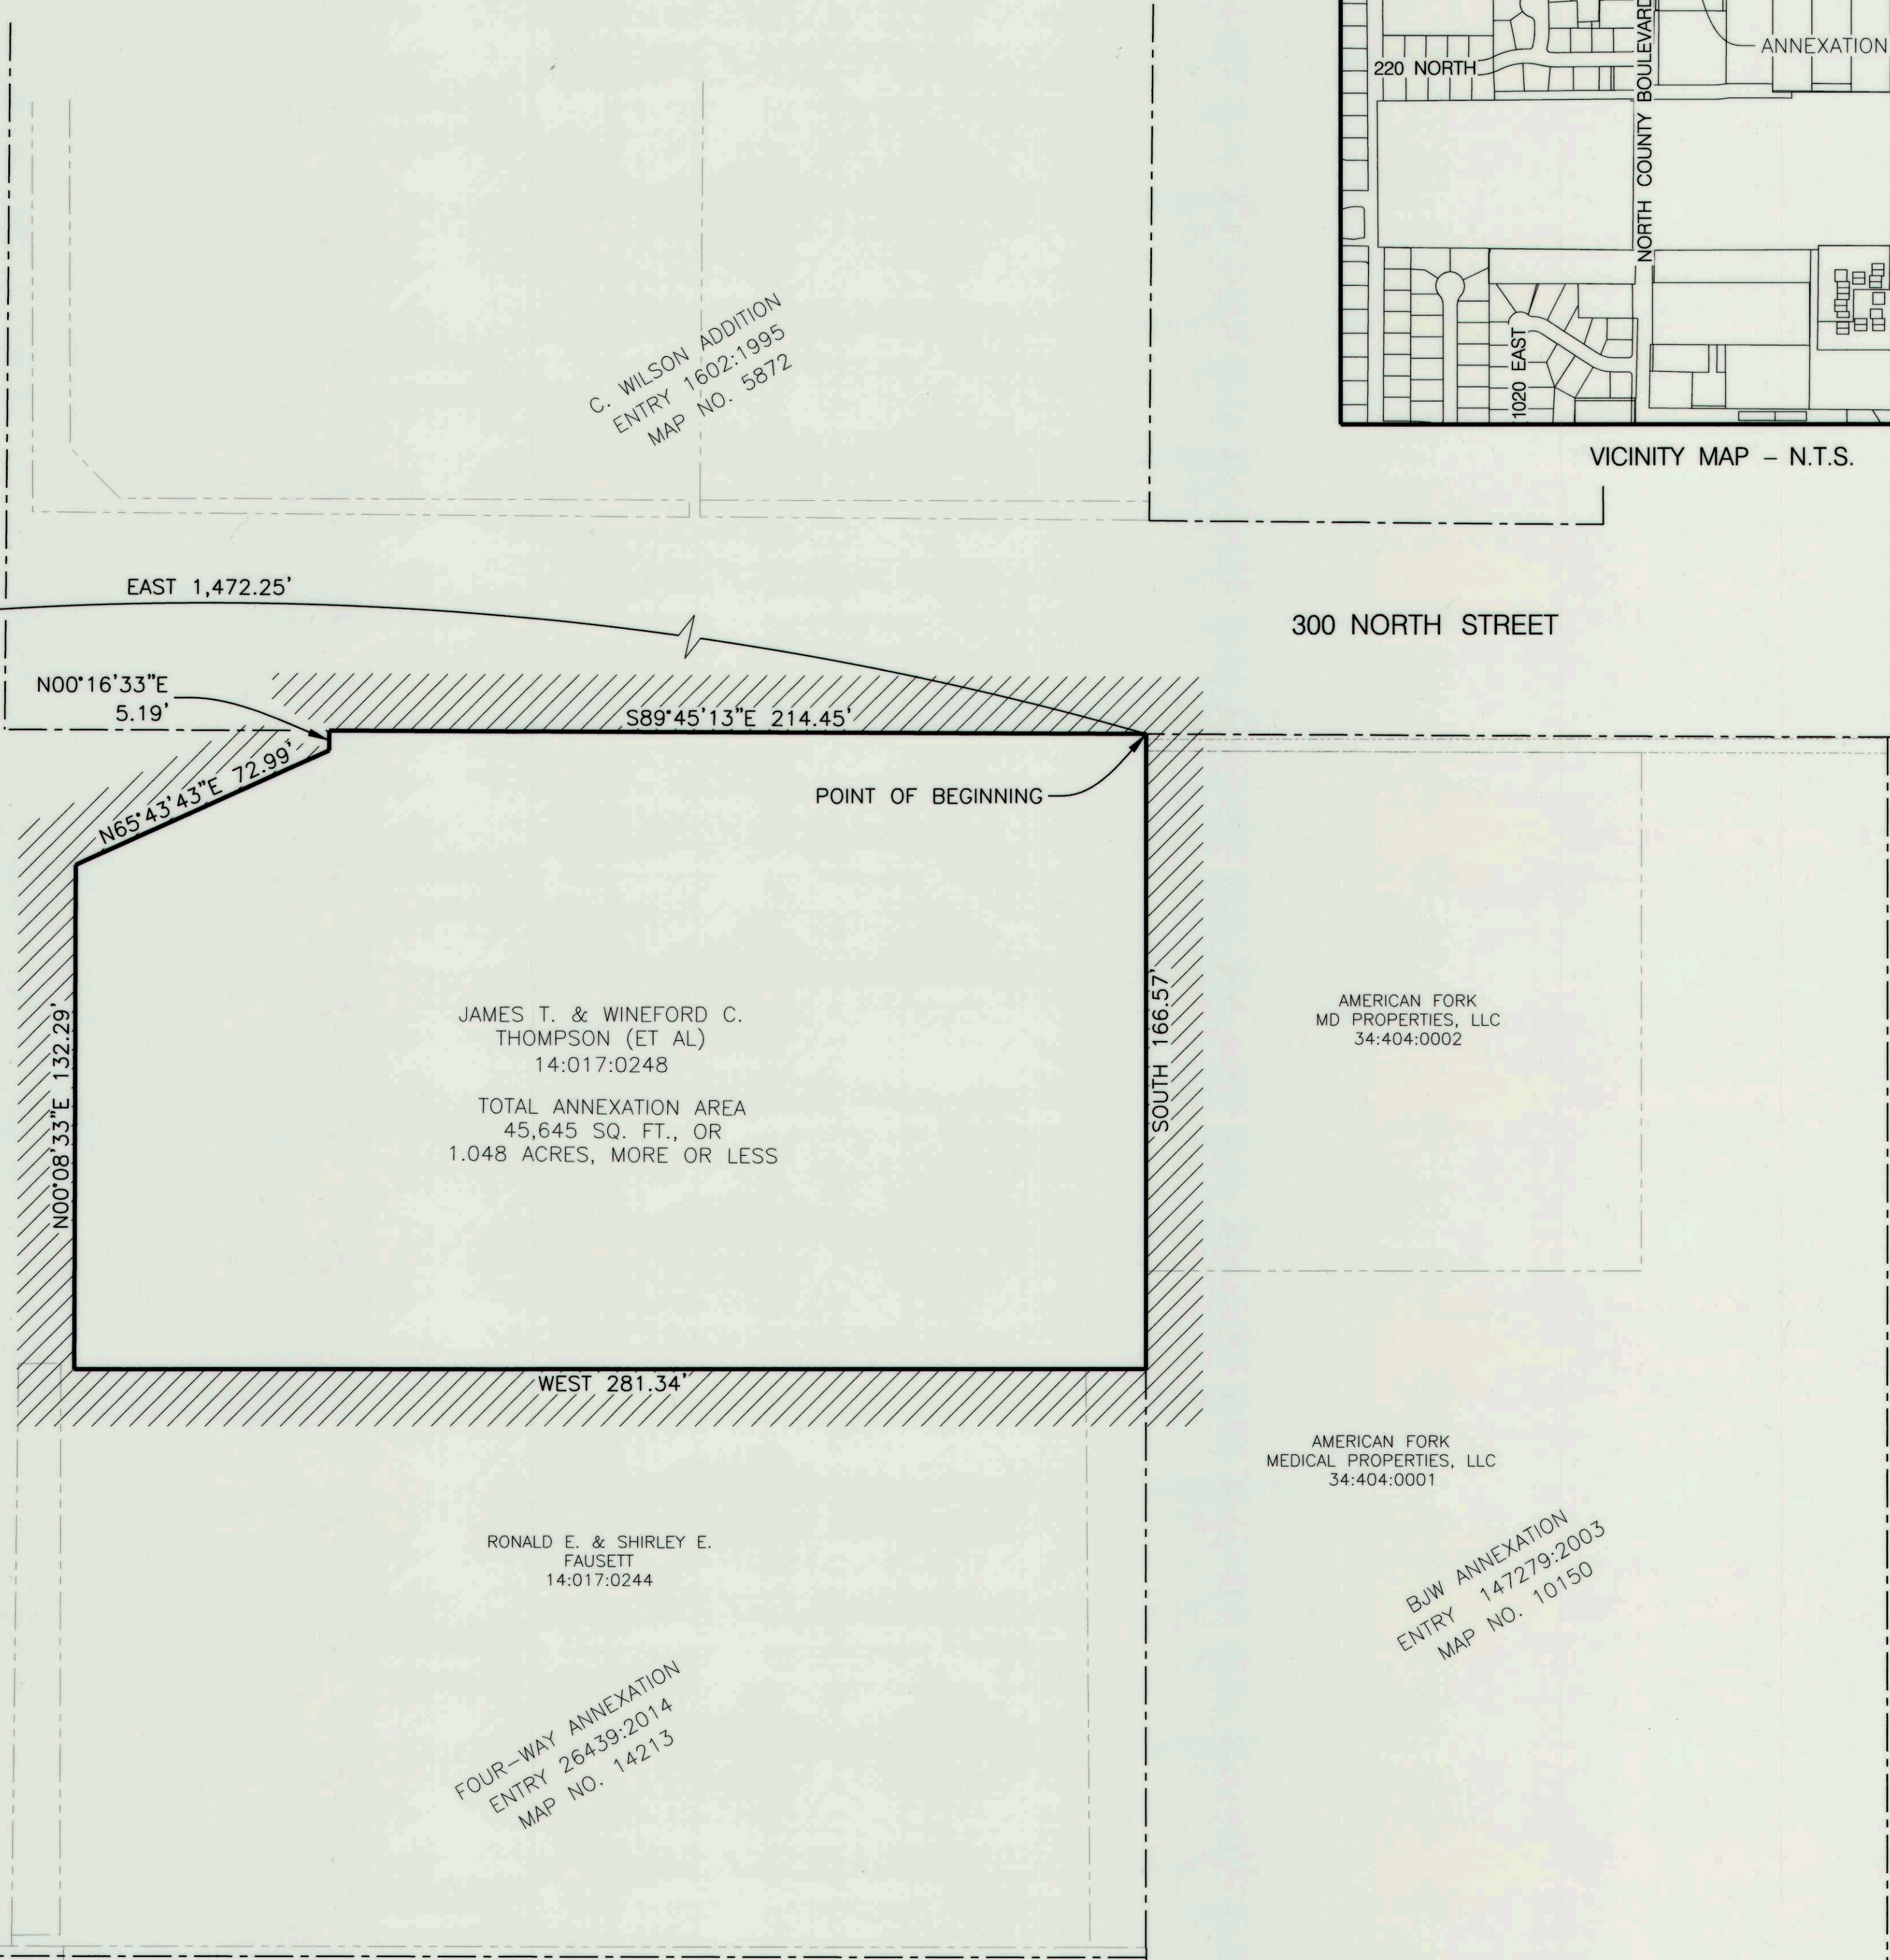 220 NORTH
NORTH COUNTY BOULEVARD
ANNEXATION
1020 EAST
VICINITY MAP – N.T.S.
C. WILSON ADDITION
ENTRY 1602:1995
MAP NO. 5872
EAST 1,472.25'
300 NORTH STREET
N00°16'33"E
5.19'
S89°45'13"E 214.45'
N65°43'43"E 72.99'
POINT OF BEGINNING
N00°08'33"E 132.29'
SOUTH 166.57'
JAMES T. & WINEFORD C.
THOMPSON (ET AL)
14:017:0248
TOTAL ANNEXATION AREA
45,645 SQ. FT., OR
1.048 ACRES, MORE OR LESS
AMERICAN FORK
MD PROPERTIES, LLC
34:404:0002
WEST 281.34'
AMERICAN FORK
MEDICAL PROPERTIES, LLC
34:404:0001
RONALD E. & SHIRLEY E.
FAUSETT
14:017:0244
BJW ANNEXATION
ENTRY 147279:2003
MAP NO. 10150
FOUR–WAY ANNEXATION
ENTRY 26439:2014
MAP NO. 14213